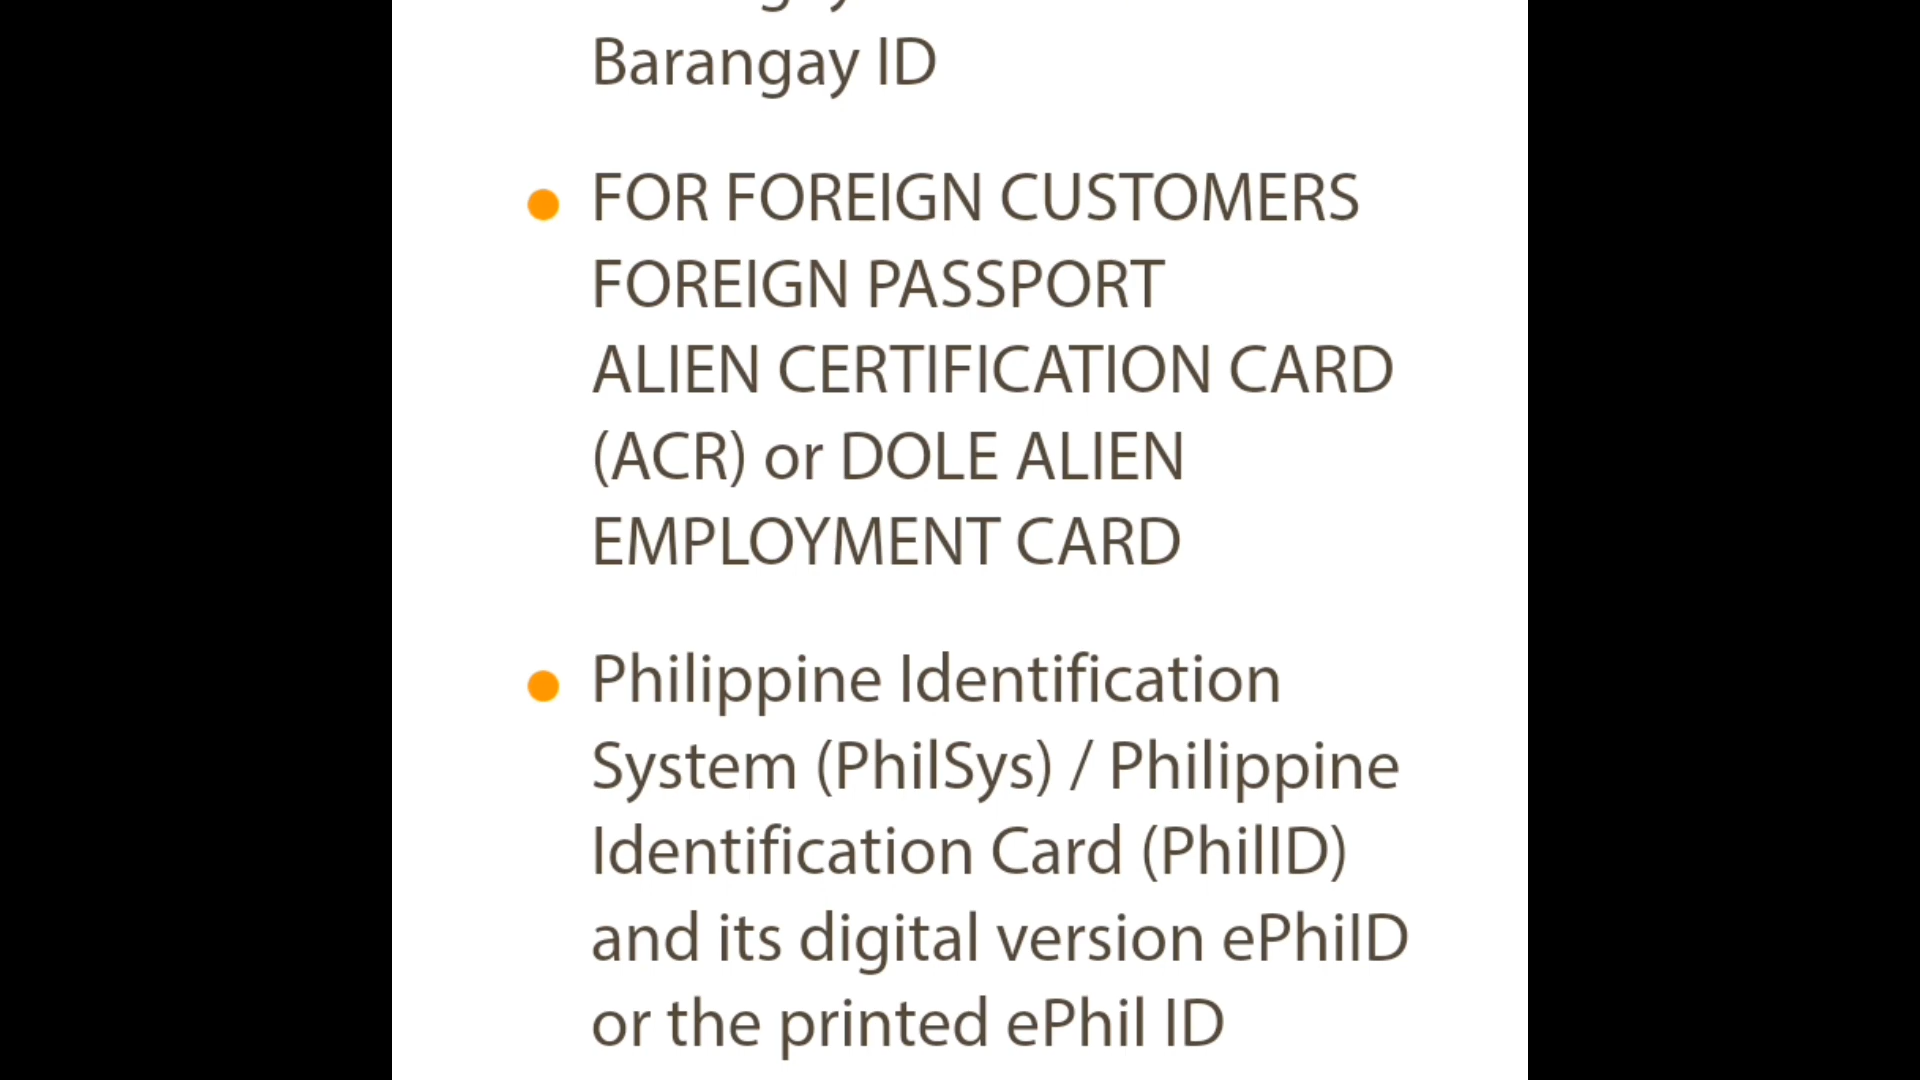 Barangay ID
FOR FOREIGN CUSTOMERS
FOREIGN PASSPORT
ALIEN CERTIFICATION CARD
(ACR) or DOLE ALIEN
EMPLOYMENT CARD
Philippine Identification
System (PhilSys) / Philippine
Identification Card (PhilID)
and its digital version ePhilD
or the printed ePhil ID